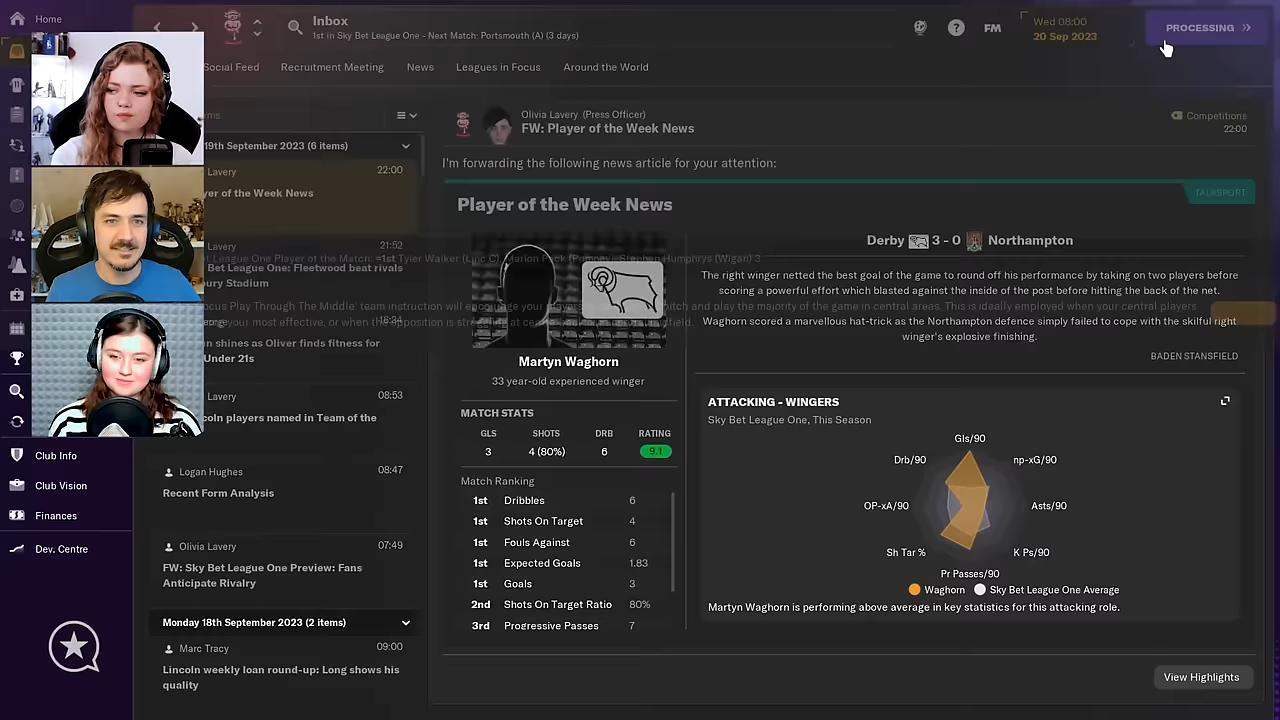 Home
Inbox
1st in Sky Bet League One - Next Match: Portsmouth (A) (3 days)
FM
Wed 08:00
20 Sep 2023
PROCESSING
Social Feed
Recruitment Meeting
News
Leagues in Focus
Around the World
19th September 2023 (6 items)
Lavery
22:00
yer of the Week News
Lavery
21:52
Bet League One: Fleetwood beat rivals
bury Stadium
18:34
n shines as Oliver finds fitness for
Under 21s
Lavery
08:53
coln players named in Team of the
Logan Hughes
08:47
Recent Form Analysis
Olivia Lavery
07:49
FW: Sky Bet League One Preview: Fans
Anticipate Rivalry
Monday 18th September 2023 (2 items)
Marc Tracy
09:00
Lincoln weekly loan round-up: Long shows his
quality
Club Info
Club Vision
Finances
Dev. Centre
Olivia Lavery (Press Officer)
FW: Player of the Week News
Competitions
22:00
I'm forwarding the following news article for your attention:
TALKSPORT
Player of the Week News
Martyn Waghorn
33 year-old experienced winger
MATCH STATS
GLS SHOTS DRB RATING
3 4 (80%) 6 9.1
Match Ranking
1st Dribbles 6
1st Shots On Target 4
1st Fouls Against 6
1st Expected Goals 1.83
1st Goals 3
2nd Shots On Target Ratio 80%
3rd Progressive Passes 7
Derby 3 - 0 Northampton
The right winger netted the best goal of the game to round off his performance by taking on two players before
scoring a powerful effort which blasted against the inside of the post before hitting the back of the net.
Waghorn scored a marvellous hat-trick as the Northampton defence simply failed to cope with the skilful right
winger's explosive finishing.
BADEN STANSFIELD
ATTACKING - WINGERS
Sky Bet League One, This Season
Gls/90
np-xG/90
Asts/90
K Ps/90
Pr Passes/90
Sh Tar %
OP-xA/90
Drb/90
Waghorn
Sky Bet League One Average
Martyn Waghorn is performing above average in key statistics for this attacking role.
View Highlights